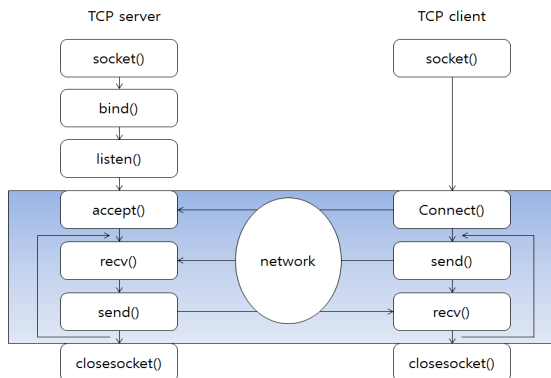 TCP server
TCP client
socket()
socket()
bind()
listen()
accept()
Connect()
recv()
network
send()
send()
recv()
closesocket()
closesocket()